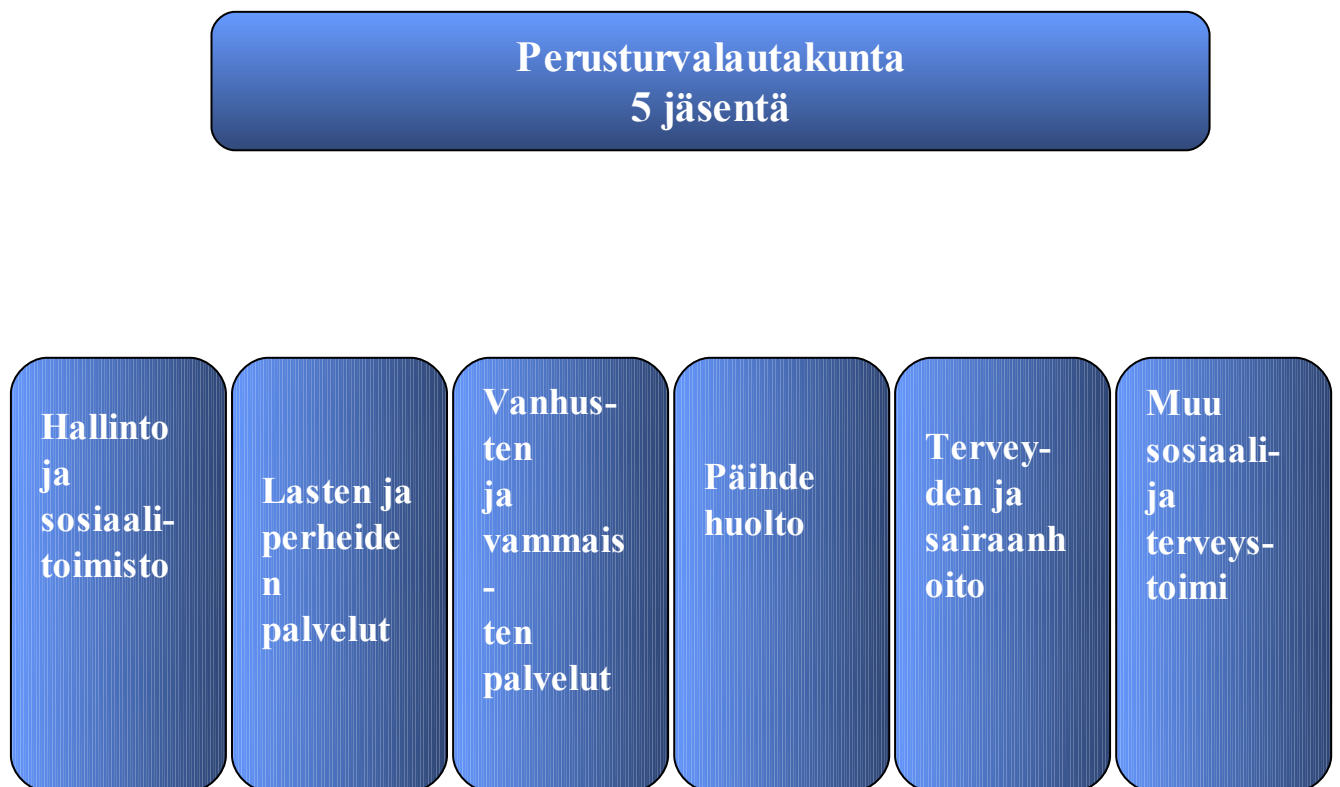 Perusturvalautakunta
5 jäsentä
Hallinto
ja
sosiaali-
toimisto
Lasten ja
perheide
n
palvelut
Vanhus-
ten
ja
vammais
-
ten
palvelut
Päihde
huolto
Tervey-
den ja
sairaanh
oito
Muu
sosiaali-
ja
terveys-
toimi